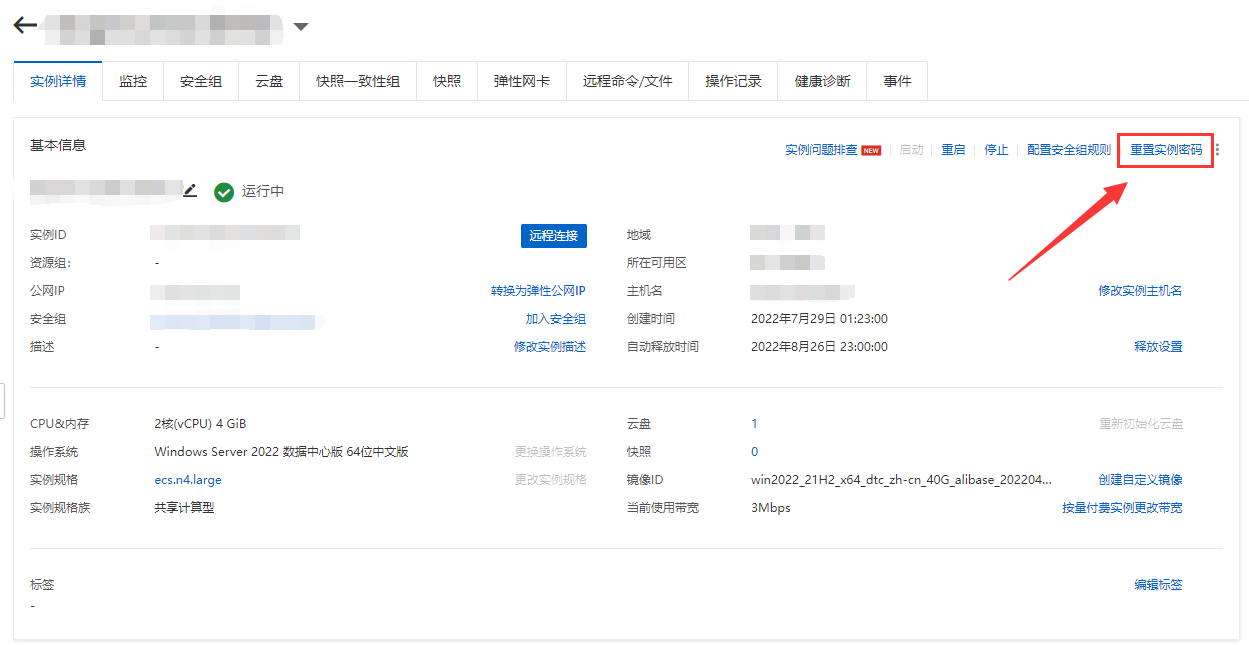 实例详情 监控 安全组 云盘 快照一致性组 快照 弹性网卡 远程命令/文件 操作记录 健康诊断 事件
基本信息 实例问题排查 NEW 启动 重启 停止 配置安全组规则 重置实例密码
运行中
实例ID 远程连接 地域
资源组: - 所在可用区
公网IP 转换为弹性公网IP 主机名 修改实例主机名
安全组 加入安全组 创建时间 2022年7月29日 01:23:00
描述 - 修改实例描述 自动释放时间 2022年8月26日 23:00:00 释放设置
CPU&内存 2核(vCPU) 4 GiB 云盘 1 重新初始化云盘
操作系统 Windows Server 2022 数据中心版 64位中文版 更换操作系统 快照 0
实例规格 ecs.n4.large 更改实例规格 镜像ID win2022_21H2_x64_dtc_zh-cn_40G_alibase_202204... 创建自定义镜像
实例规格族 共享计算型 当前使用带宽 3Mbps 按量付费实例更改带宽
标签 编辑标签
-